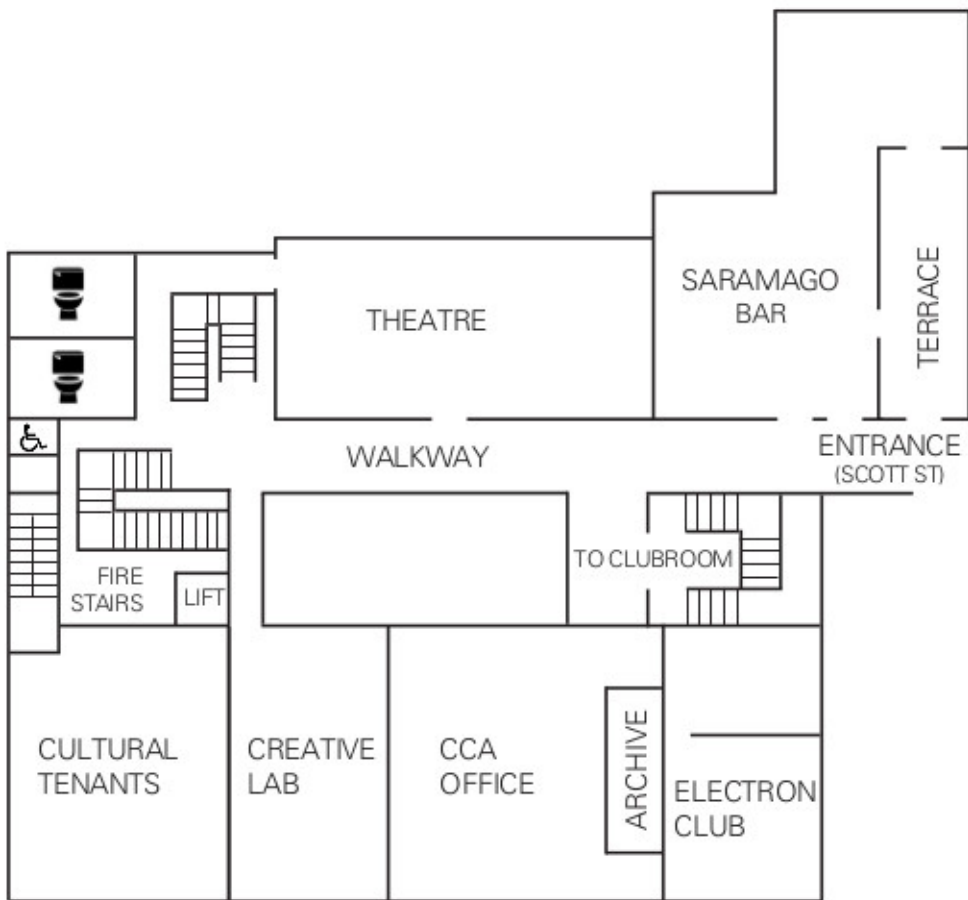 SARAMAGO
BAR
TERRACE
THEATRE
WALKWAY
ENTRANCE
(SCOTT ST)
TO CLUBROOM
FIRE
STAIRS
LIFT
CULTURAL
TENANTS
CREATIVE
LAB
CCA
OFFICE
ARCHIVE
ELECTRON
CLUB